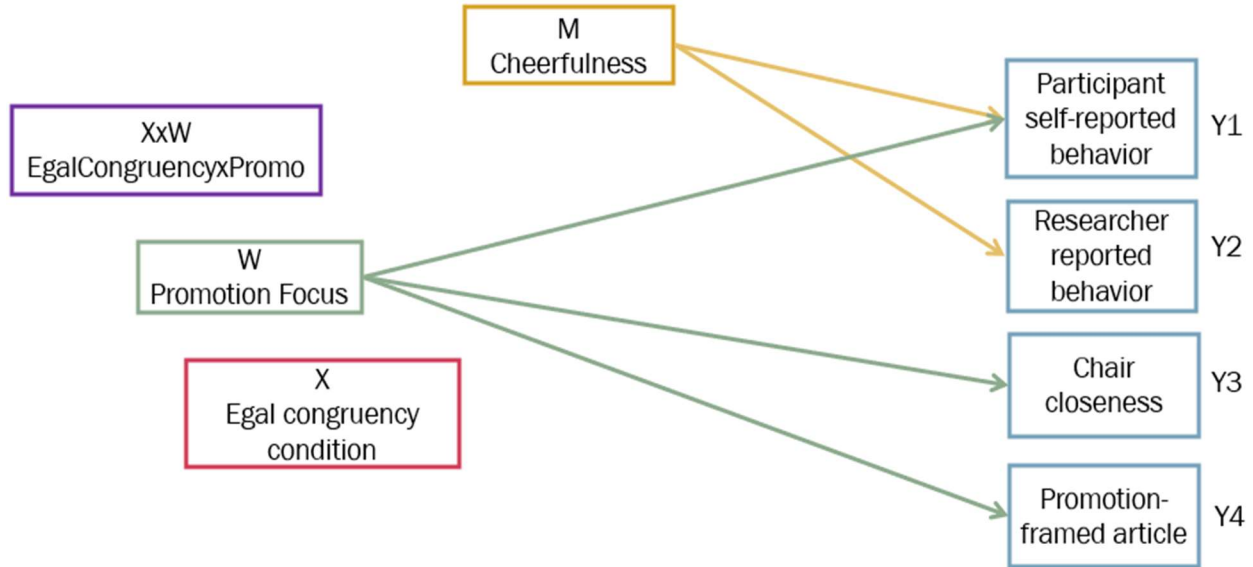 M
Cheerfulness
XxW
EgalCongruencyxPromo
W
Promotion Focus
X
Egal congruency
condition
Participant
self-reported
behavior
Y1
Researcher
reported
behavior
Y2
Chair
closeness
Y3
Promotion-
framed article
Y4